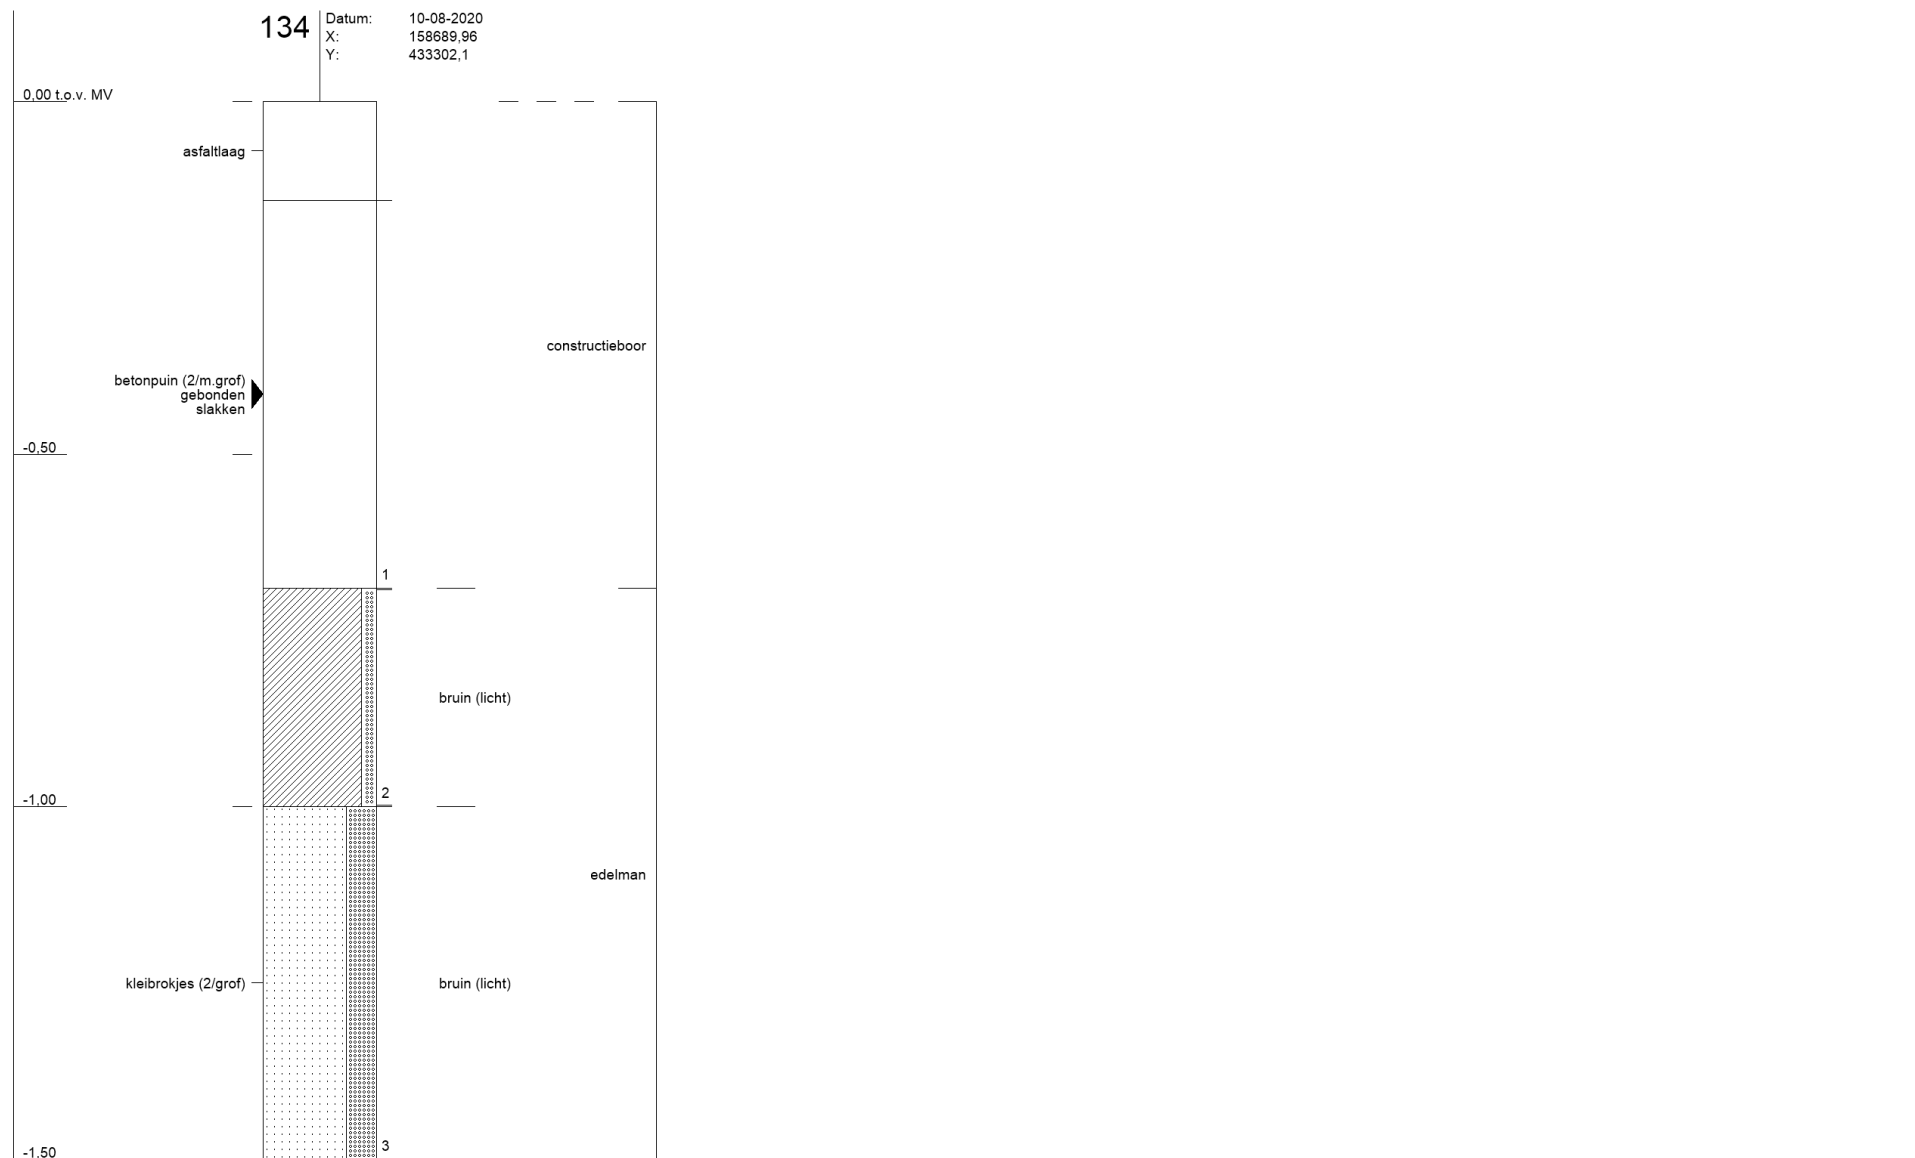 134
Datum: 10-08-2020
X: 158689,96
Y: 433302,1
0,00 t.o.v. MV
asfaltlaag
constructieboor
betonpuin (2/m.grof)
gebonden
slakken
-0,50
1
bruin (licht)
2
-1,00
edelman
kleibrokjes (2/grof)
bruin (licht)
3
-1.50